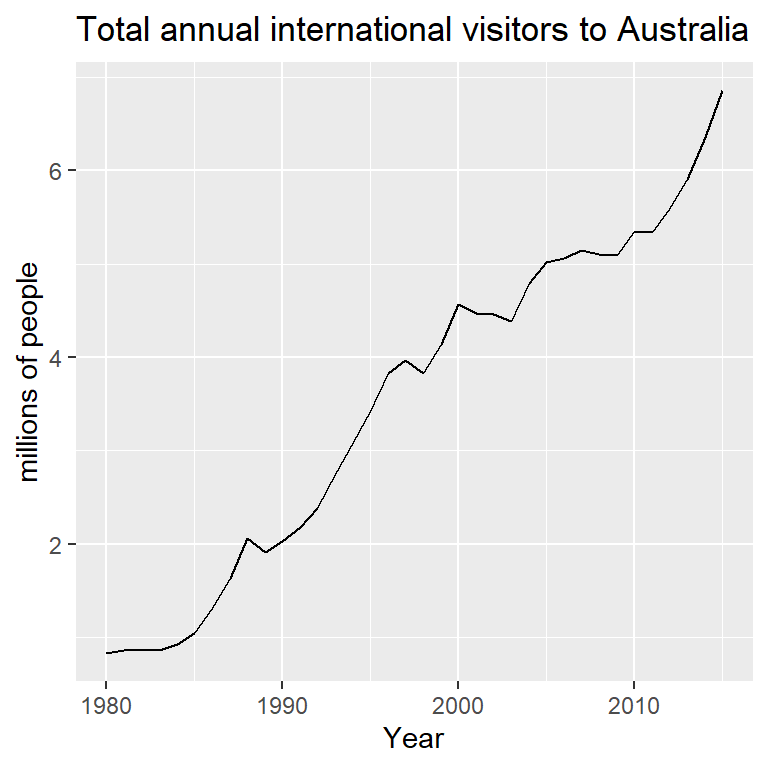 Total annual international visitors to Australia
millions of people
6
4
2
1980
1990
2000
2010
Year